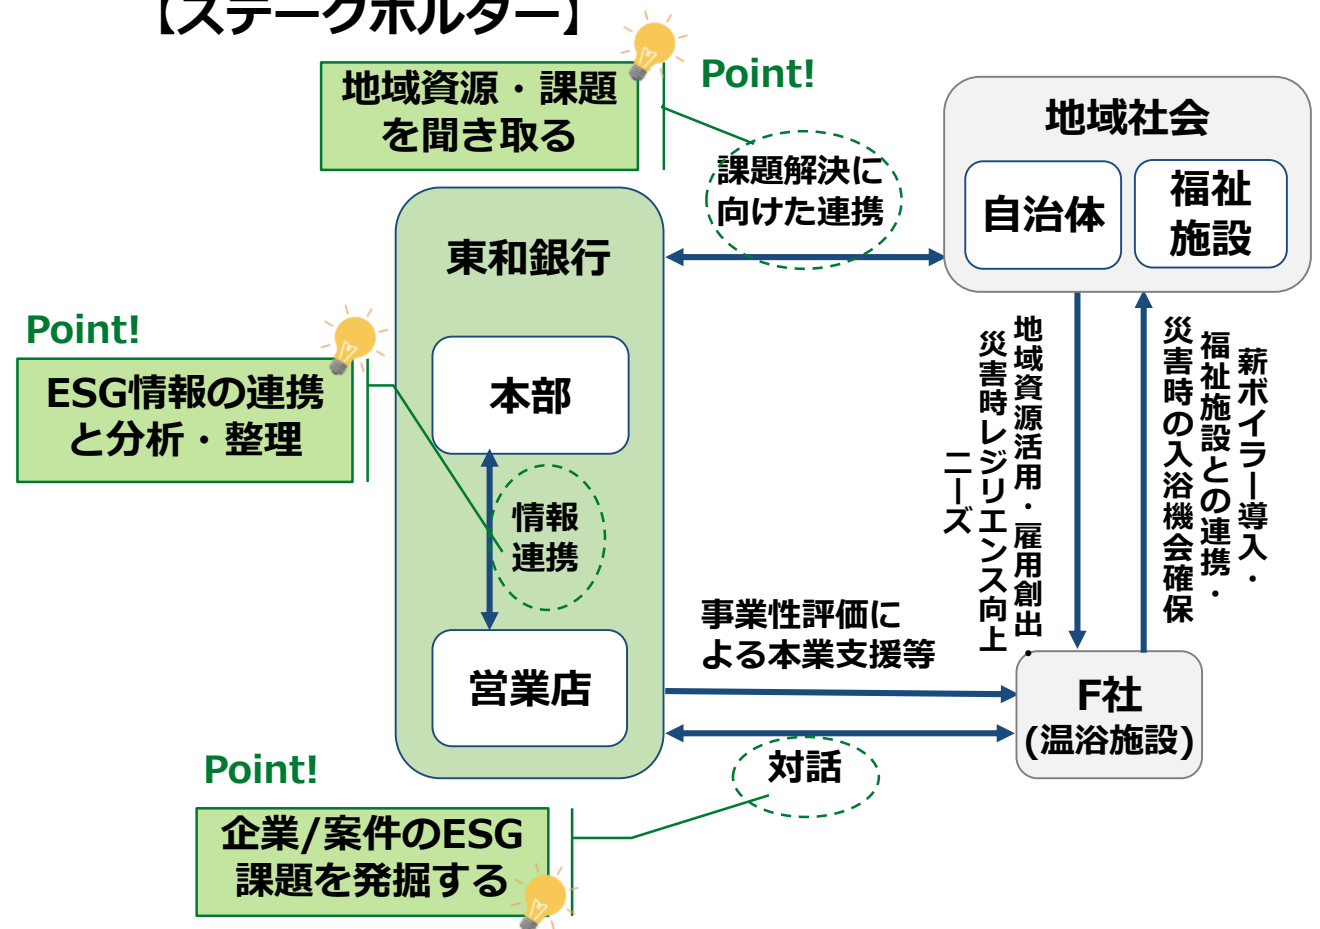 【ステークホルダー】
地域資源・課題
を聞き取る
Point!
課題解決に
向けた連携
地域社会
自治体
福祉
施設
東和銀行
本部
情報
連携
営業店
Point!
ESG情報の連携
と分析・整理
地域資源活用・雇用創出・
災害時レジリエンス向上
ニーズ
薪ボイラー導入・
福祉施設との連携・
災害時の入浴機会確保
事業性評価に
よる本業支援等
F社
(温浴施設)
対話
Point!
企業/案件のESG
課題を発掘する